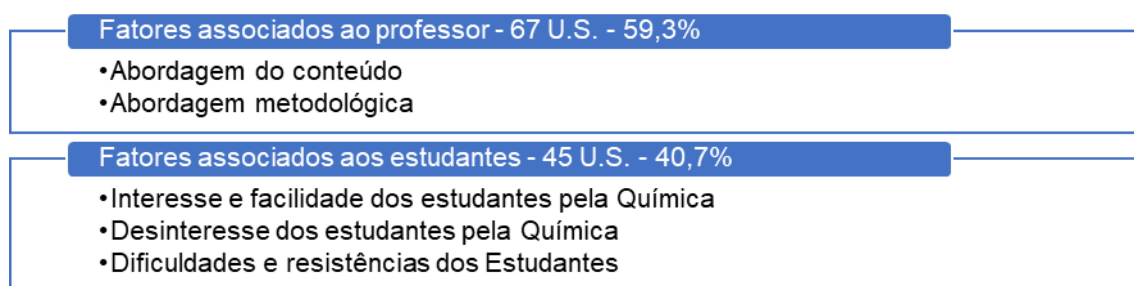 Fatores associados ao professor - 67 U.S. - 59,3%
•Abordagem do conteúdo
•Abordagem metodológica
Fatores associados aos estudantes - 45 U.S. - 40,7%
•Interesse e facilidade dos estudantes pela Química
•Desinteresse dos estudantes pela Química
•Dificuldades e resistências dos Estudantes